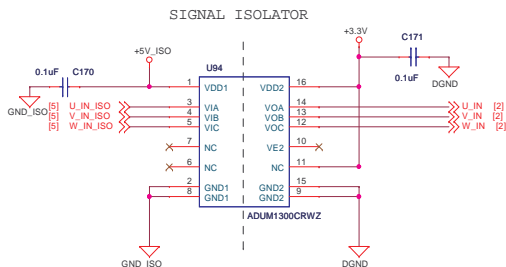 SIGNAL ISOLATOR
+5V_ISO
+3.3V
C171
0.1uF
C170
U94
0.1uF
GND_ISO
DGND
1 VDD1 VDD2 16
[5] U_IN_ISO 3 VIA VOA 14 U_IN [2]
[5] V_IN_ISO 4 VIB VOB 13 V_IN [2]
[5] W_IN_ISO 5 VIC VOC 12 W_IN [2]
7 NC VE2 10
6 NC NC 11
2 GND1 GND2 15
8 GND1 GND2 9
ADUM1300CRWZ
GND_ISO
DGND